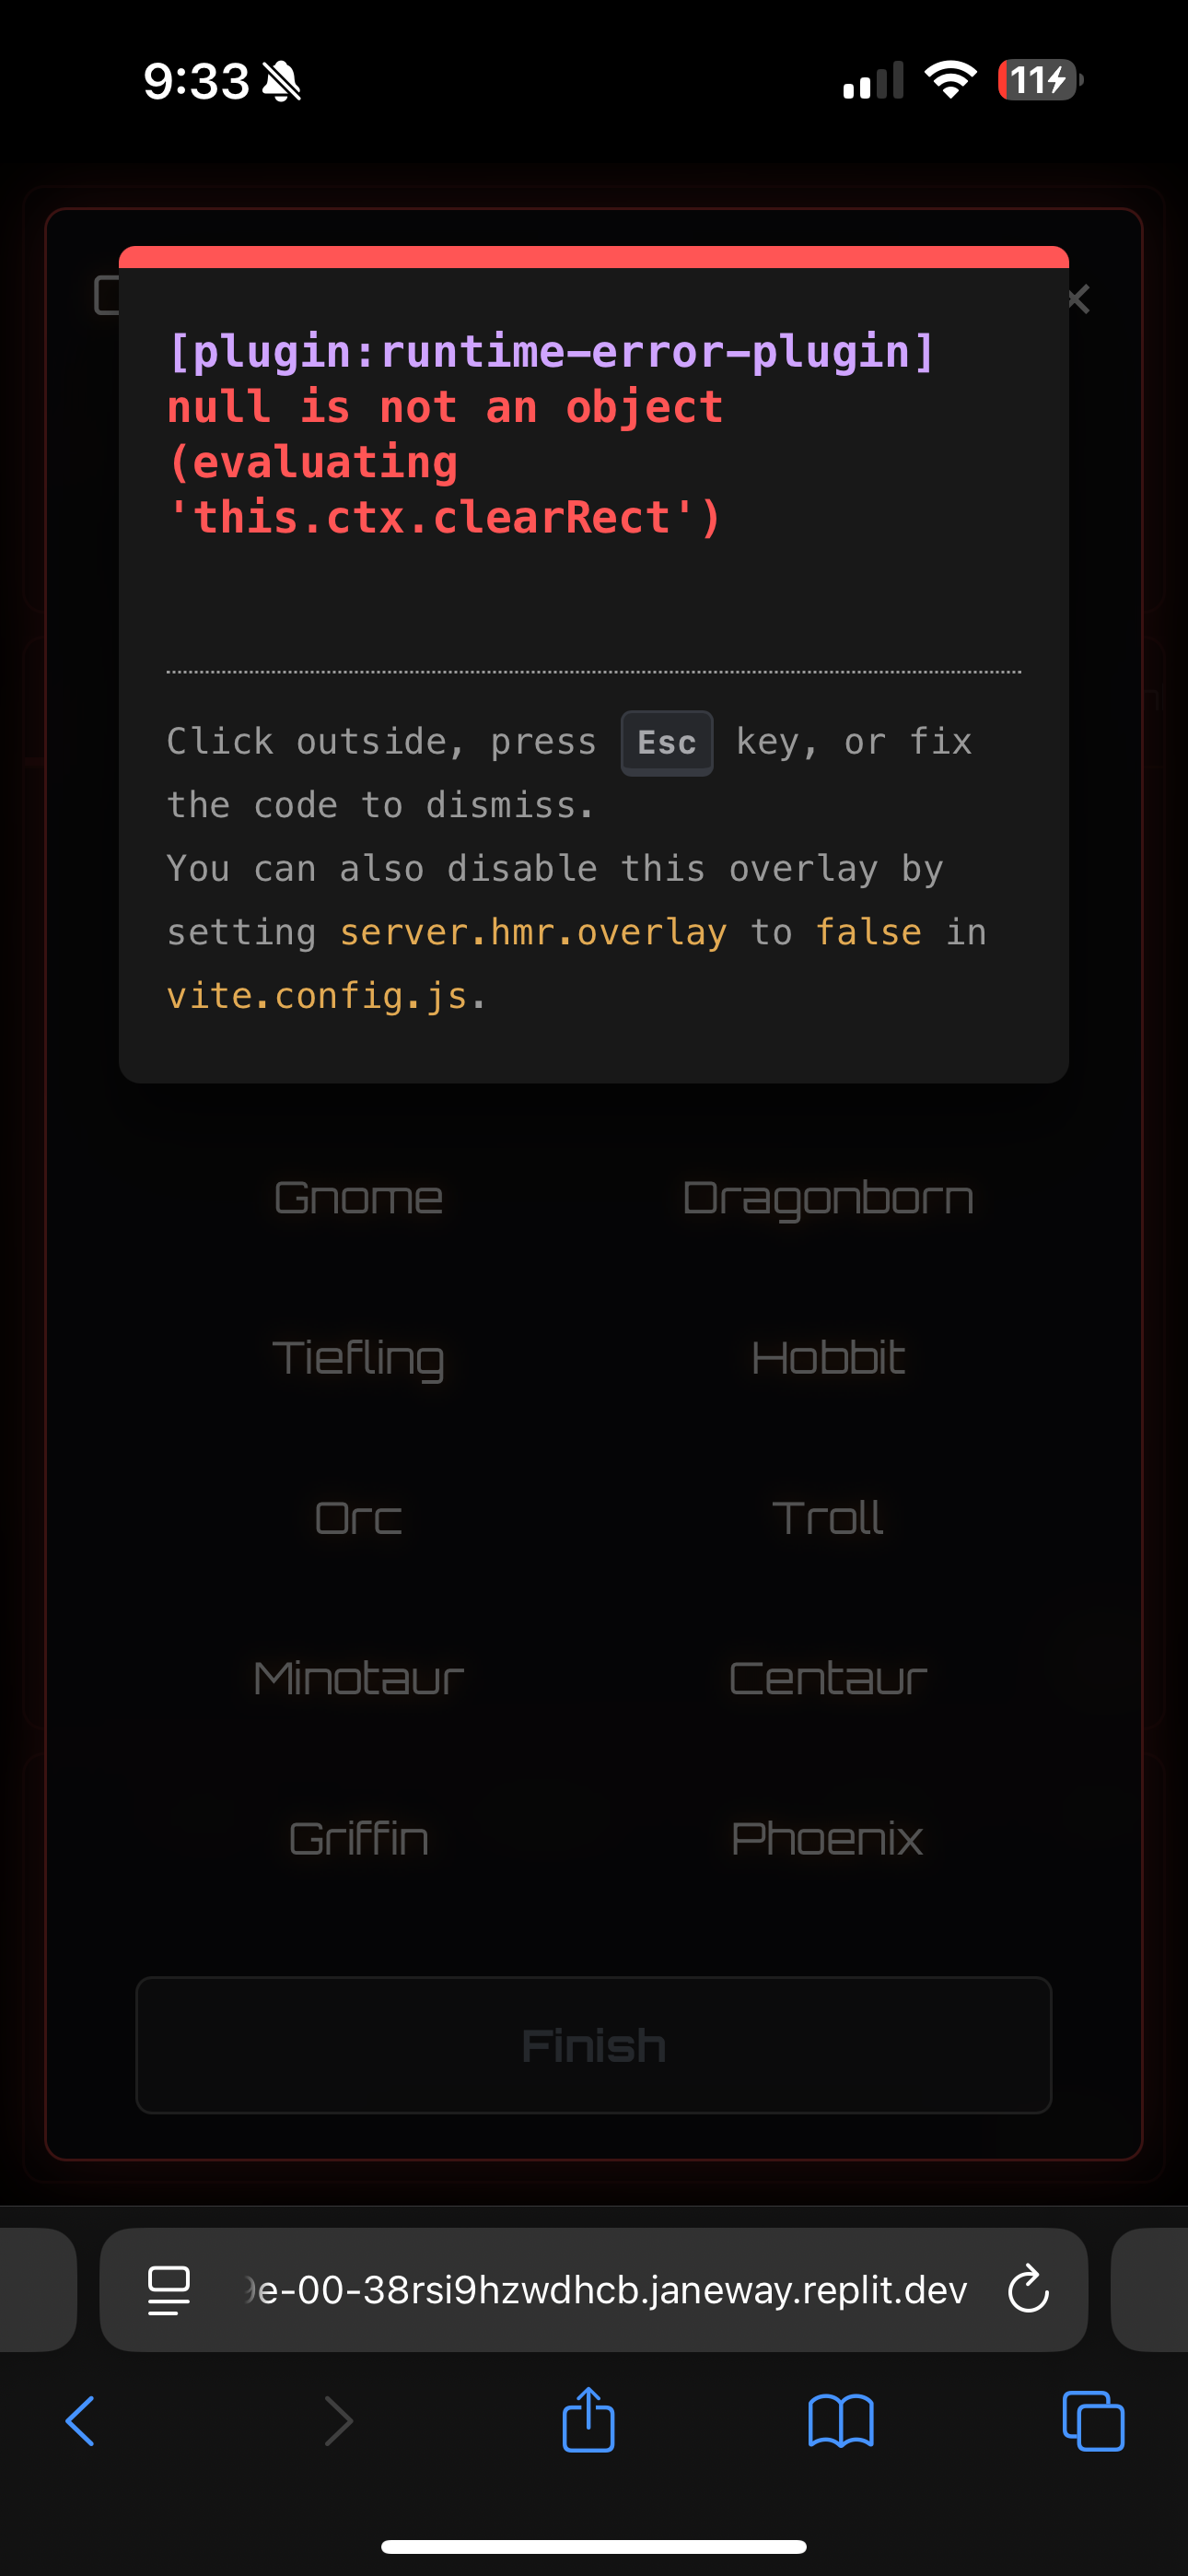 9:33
11
[plugin:runtime-error-plugin]
null is not an object
(evaluating
'this.ctx.clearRect')
Click outside, press Esc key, or fix
the code to dismiss.
You can also disable this overlay by
setting server.hmr.overlay to false in
vite.config.js.
Gnome Dragonborn
Tiefling Hobbit
Orc Troll
Minotaur Centaur
Griffin Phoenix
Finish
e-00-38rsi9hzwdhcb.janeway.replit.dev